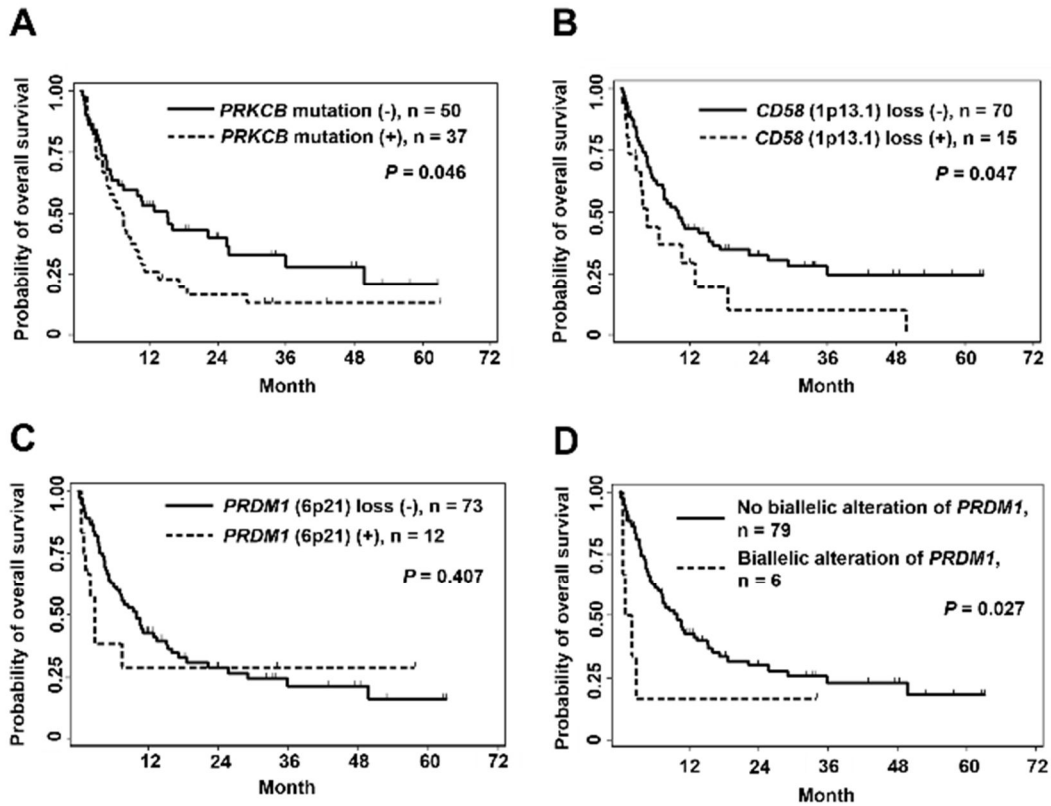 A
Probability of overall survival
1.00
0.75
0.50
0.25
0
PRKCB mutation (-), n = 50
PRKCB mutation (+), n = 37
P = 0.046
12 24 36 48 60 72
Month
B
Probability of overall survival
1.00
0.75
0.50
0.25
0
CD58 (1p13.1) loss (-), n = 70
CD58 (1p13.1) loss (+), n = 15
P = 0.047
12 24 36 48 60 72
Month
C
Probability of overall survival
1.00
0.75
0.50
0.25
0
PRDM1 (6p21) loss (-), n = 73
PRDM1 (6p21) (+), n = 12
P = 0.407
12 24 36 48 60 72
Month
D
Probability of overall survival
1.00
0.75
0.50
0.25
0
No biallelic alteration of PRDM1,
n = 79
Biallelic alteration of PRDM1,
n = 6
P = 0.027
12 24 36 48 60 72
Month